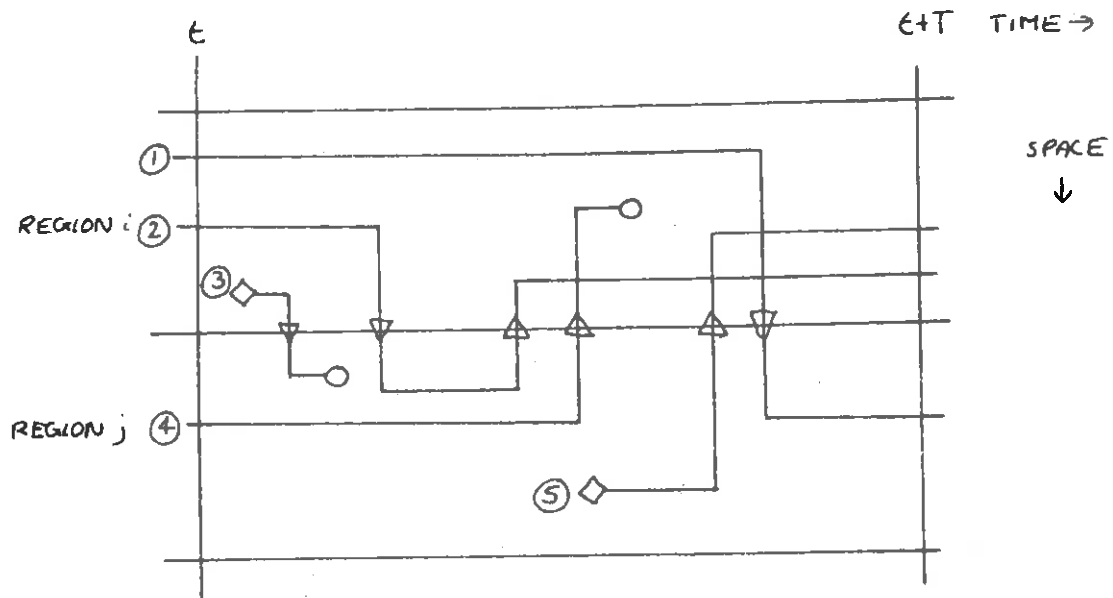 t
t+T TIME →
①
SPACE
↓
REGION i ②
③
REGION j ④
⑤